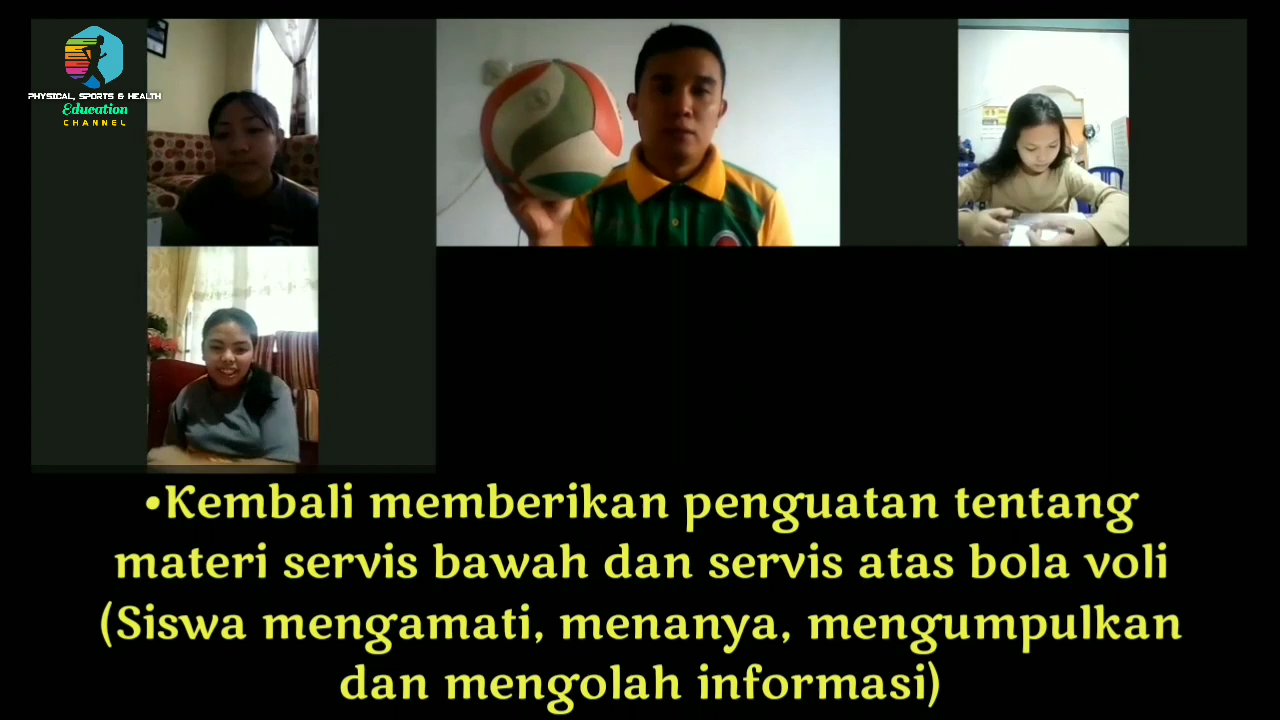 PHYSICAL, SPORTS & HEALTH
Education
CHANNEL
•Kembali memberikan penguatan tentang
materi servis bawah dan servis atas bola voli
(Siswa mengamati, menanya, mengumpulkan
dan mengolah informasi)